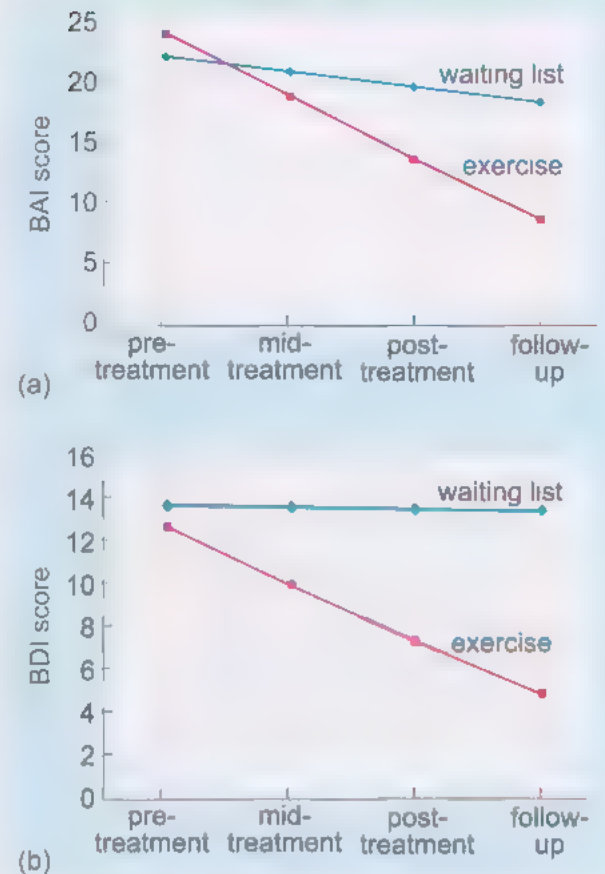 25
20
15
10
5
0
BAI score
waiting list
exercise
pre-
treatment
mid-
treatment
post-
treatment
follow-
up
(a)
16
14
12
10
8
6
4
2
0
BDI score
waiting list
exercise
pre-
treatment
mid-
treatment
post-
treatment
follow-
up
(b)